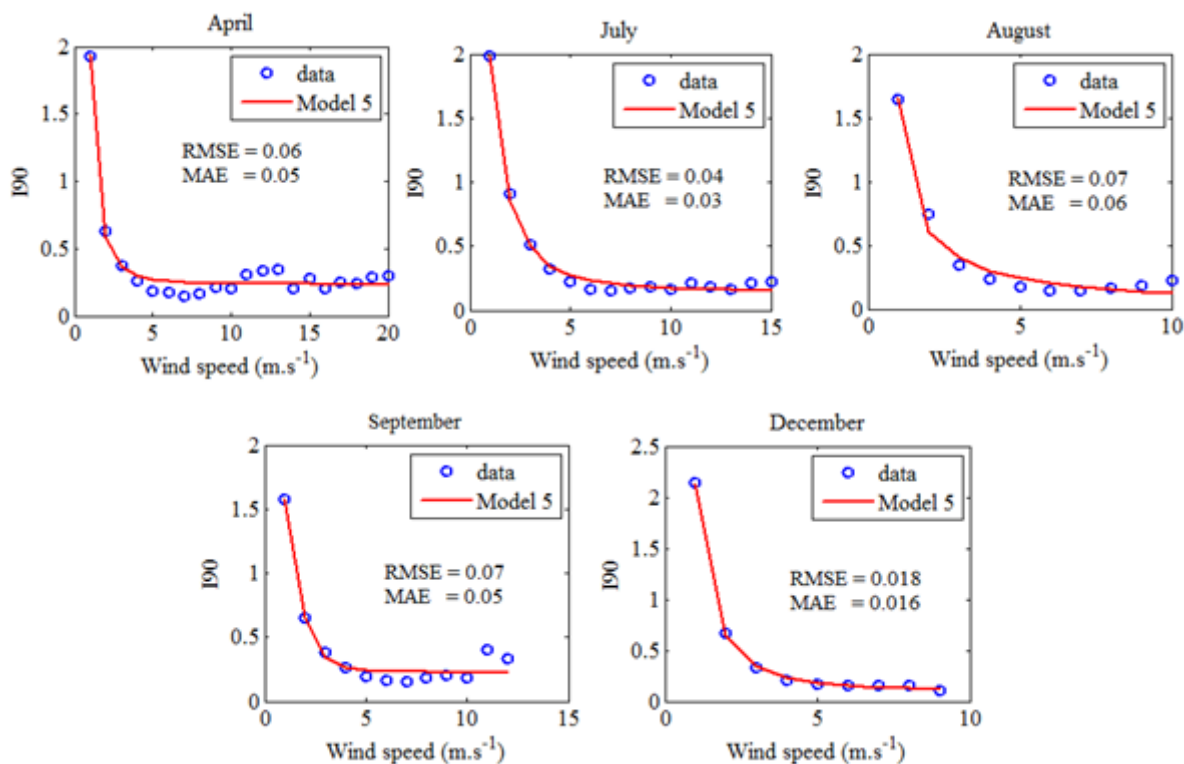 April
2
1.5
1
0.5
0
0
5
10
15
20
I90
Wind speed (m.s⁻¹)
data
Model 5
RMSE = 0.06
MAE = 0.05
July
2
1.5
1
0.5
0
0
5
10
15
I90
Wind speed (m.s⁻¹)
data
Model 5
RMSE = 0.04
MAE = 0.03
August
2
1.5
1
0.5
0
0
5
10
I90
Wind speed (m.s⁻¹)
data
Model 5
RMSE = 0.07
MAE = 0.06
September
2
1.5
1
0.5
0
0
5
10
15
I90
Wind speed (m.s⁻¹)
data
Model 5
RMSE = 0.07
MAE = 0.05
December
2.5
2
1.5
1
0.5
0
0
5
10
I90
Wind speed (m.s⁻¹)
data
Model 5
RMSE = 0.018
MAE = 0.016